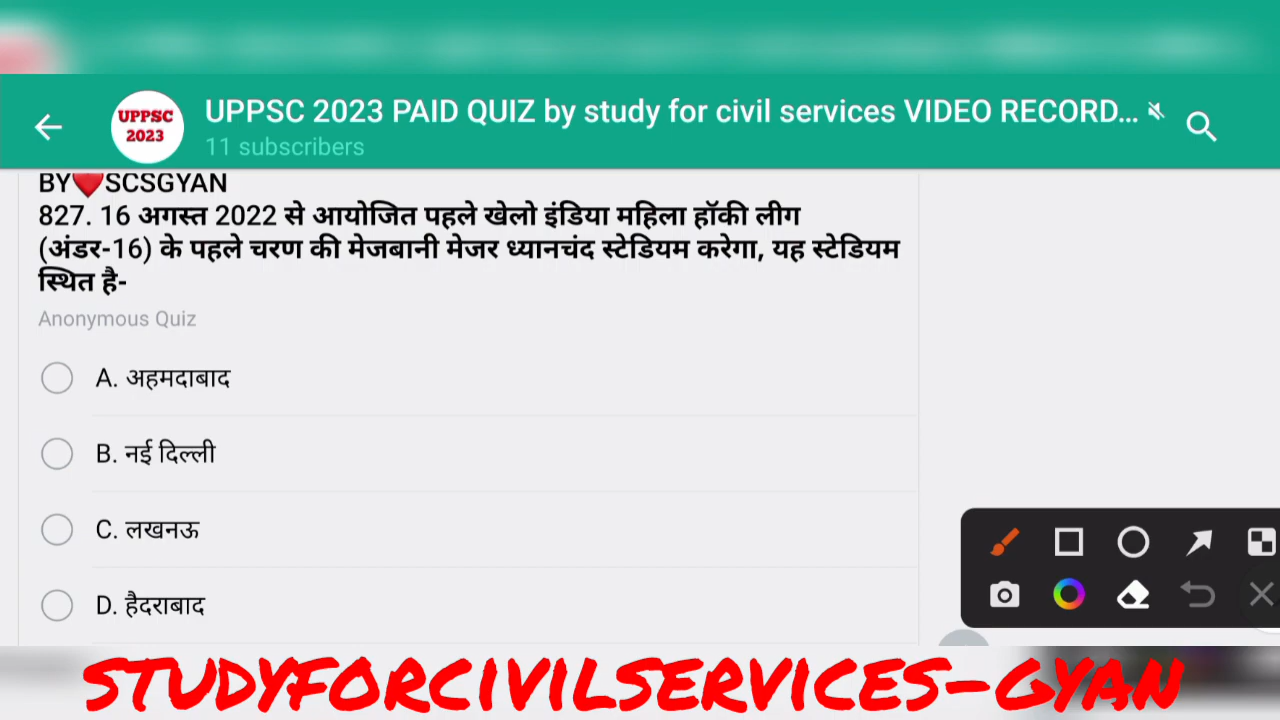 UPPSC
2023
UPPSC 2023 PAID QUIZ by study for civil services VIDEO RECORD...
11 subscribers
BY❤️SCSGYAN
827. 16 अगस्त 2022 से आयोजित पहले खेलो इंडिया महिला हॉकी लीग
(अंडर-16) के पहले चरण की मेजबानी मेजर ध्यानचंद स्टेडियम करेगा, यह स्टेडियम
स्थित है-
Anonymous Quiz
A. अहमदाबाद
B. नई दिल्ली
C. लखनऊ
D. हैदराबाद
STUDYFORCIVILSERVICES-GYAN